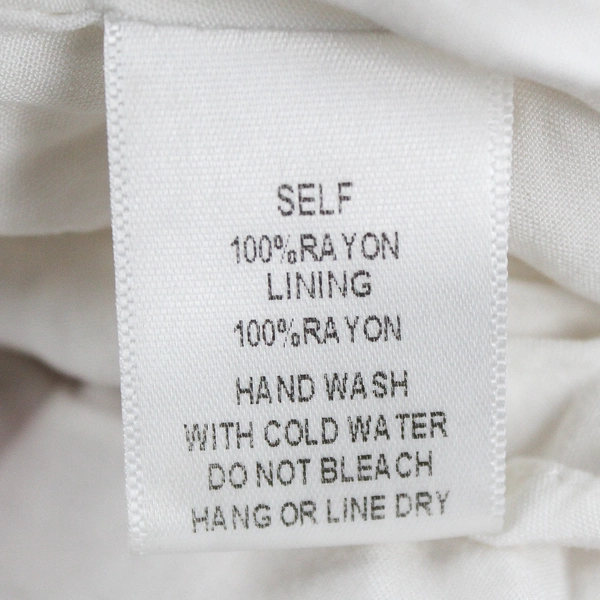 SELF
100%RAYON
LINING
100%RAYON
HAND WASH
WITH COLD WATER
DO NOT BLEACH
HANG OR LINE DRY